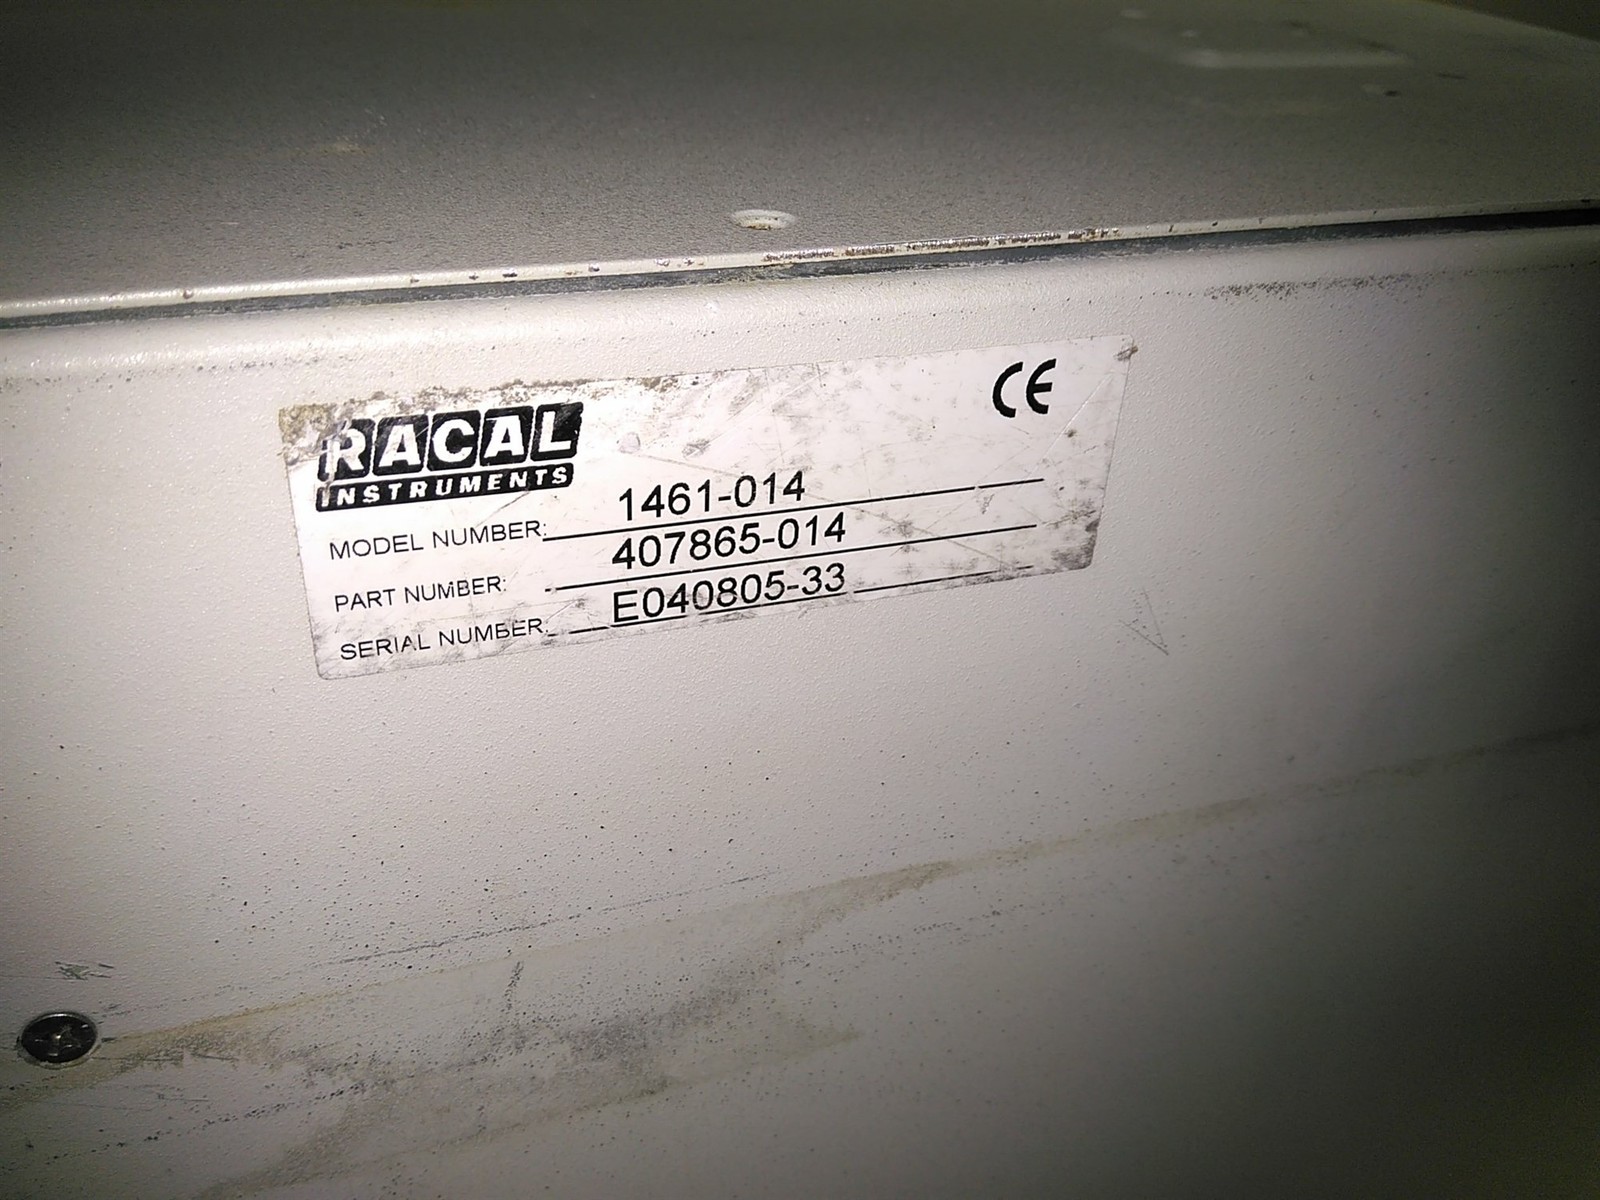 RACAL
INSTRUMENTS
CE
MODEL NUMBER: 1461-014
PART NUMBER: 407865-014
SERIAL NUMBER: E040805-33